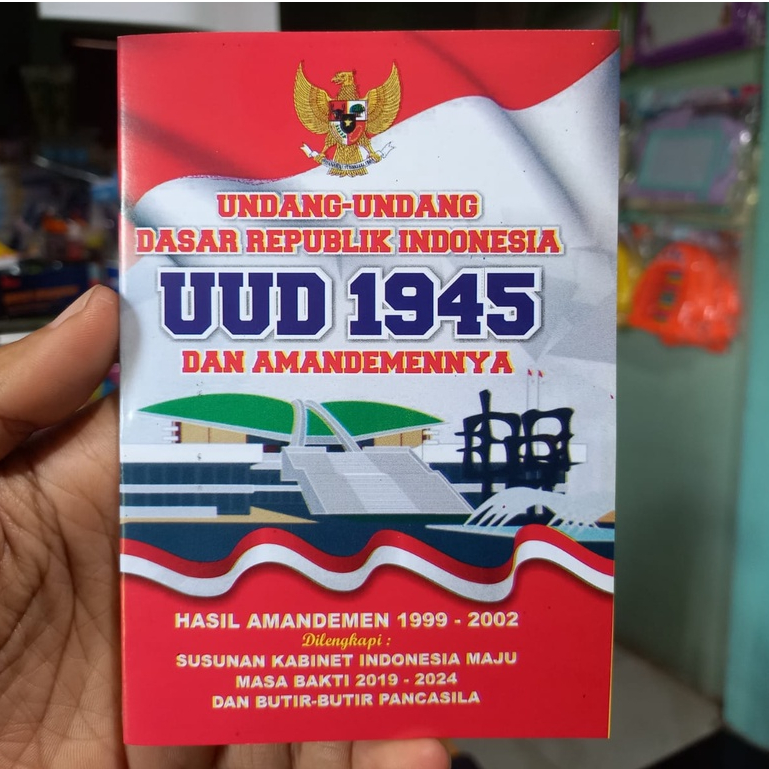 UNDANG-UNDANG
DASAR REPUBLIK INDONESIA
UUD 1945
DAN AMANDEMENNYA
HASIL AMANDEMEN 1999 - 2002
Dilengkapi :
SUSUNAN KABINET INDONESIA MAJU
MASA BAKTI 2019 - 2024
DAN BUTIR-BUTIR PANCASILA